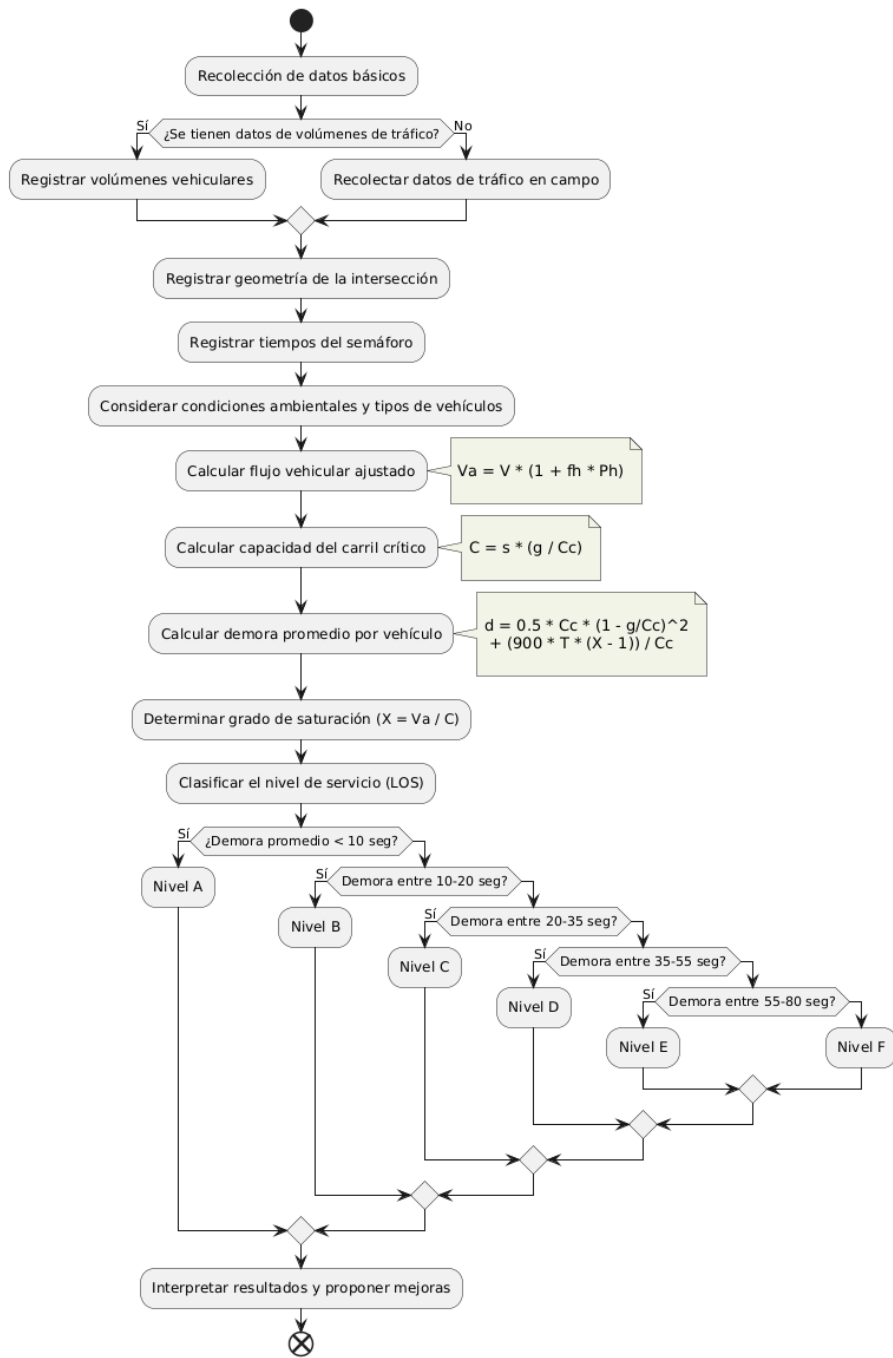 Recolección de datos básicos
¿Se tienen datos de volúmenes de tráfico?
Sí
No
Registrar volúmenes vehiculares
Recolectar datos de tráfico en campo
Registrar geometría de la intersección
Registrar tiempos del semáforo
Considerar condiciones ambientales y tipos de vehículos
Calcular flujo vehicular ajustado
Va = V * (1 + fh * Ph)
Calcular capacidad del carril crítico
C = s * (g / Cc)
Calcular demora promedio por vehículo
d = 0.5 * Cc * (1 - g/Cc)^2
+ (900 * T * (X - 1)) / Cc
Determinar grado de saturación (X = Va / C)
Clasificar el nivel de servicio (LOS)
Sí
¿Demora promedio < 10 seg?
Nivel A
Sí
Demora entre 10-20 seg?
Nivel B
Sí
Demora entre 20-35 seg?
Nivel C
Sí
Demora entre 35-55 seg?
Nivel D
Sí
Demora entre 55-80 seg?
Nivel E
Nivel F
Interpretar resultados y proponer mejoras